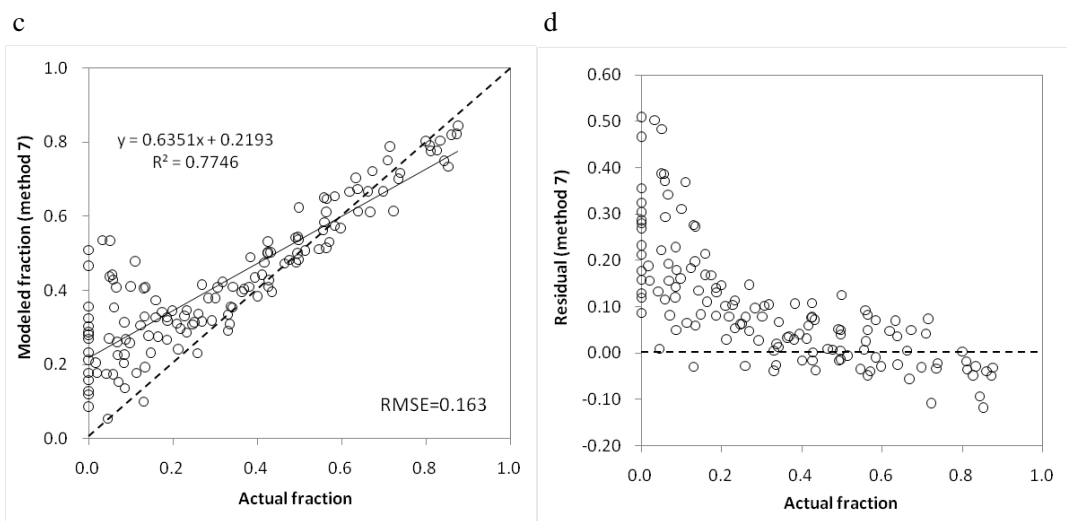 c
1.0
0.8
0.6
0.4
0.2
0.0
Modeled fraction (method 7)
y = 0.6351x + 0.2193
R² = 0.7746
RMSE=0.163
0.0 0.2 0.4 0.6 0.8 1.0
Actual fraction
d
0.60
0.50
0.40
0.30
0.20
0.10
0.00
-0.10
-0.20
Residual (method 7)
0.0 0.2 0.4 0.6 0.8 1.0
Actual fraction